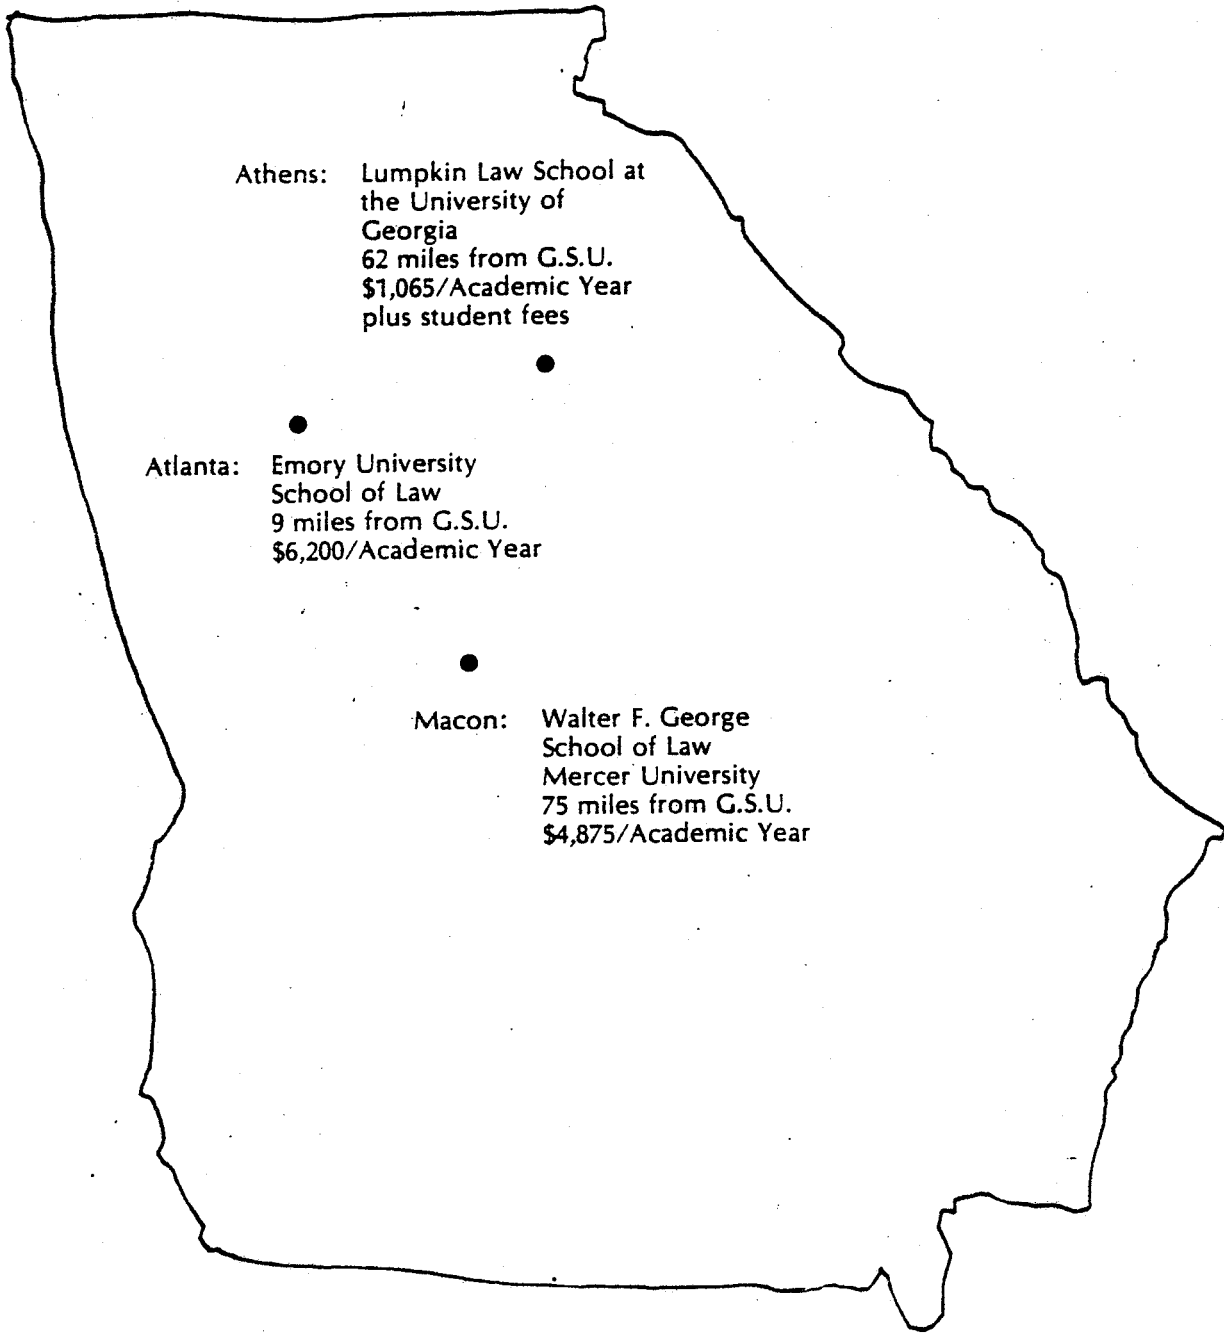 Athens: Lumpkin Law School at
the University of
Georgia
62 miles from G.S.U.
$1,065/Academic Year
plus student fees
Atlanta: Emory University
School of Law
9 miles from G.S.U.
$6,200/Academic Year
Macon: Walter F. George
School of Law
Mercer University
75 miles from G.S.U.
$4,875/Academic Year